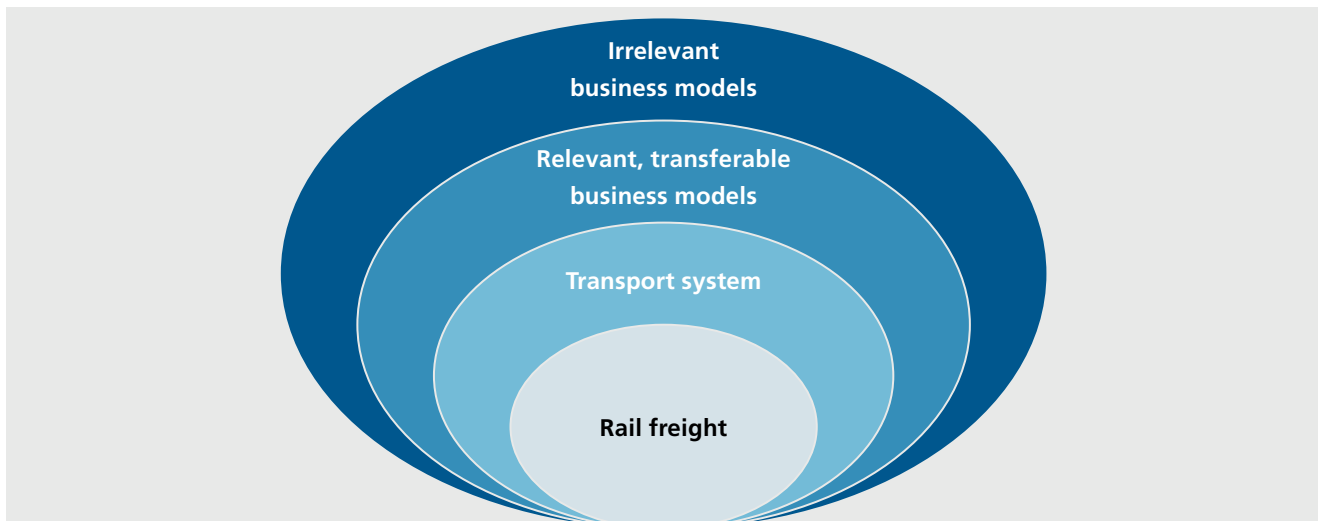 Irrelevant
business models
Relevant, transferable
business models
Transport system
Rail freight